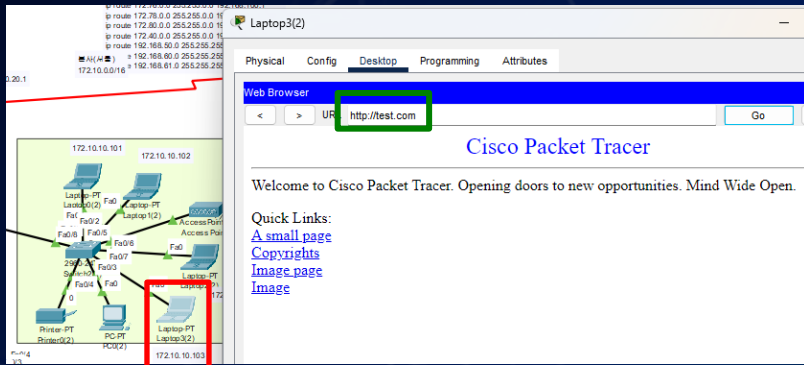 ip route 172.78.0.0 255.255.0.0
ip route 172.80.0.0 255.255.0.0
ip route 172.40.0.0 255.255.0.0
ip route 192.168.50.0 255.255.255
192.168.60.0 255.255.255
192.168.61.0 255.255.255
본사(서울)
172.10.0.0/16
0.20.1
172.10.10.101
172.10.10.102
Laptop-PT
Laptop0(2)
Fa0
Laptop-PT
Laptop1(2)
Fa0/2
Fa0/8
Fa0/5
Fa0/6
Fa0
Fa0/7
Fa0/3
Fa0/4
Fa0
Laptop-PT
Printer-PT
Printer0(2)
PC-PT
PC0(2)
Laptop-PT
Laptop3(2)
172.10.10.103
Laptop3(2)
Physical Config Desktop Programming Attributes
Web Browser
< > URL http://test.com Go
Cisco Packet Tracer
Welcome to Cisco Packet Tracer. Opening doors to new opportunities. Mind Wide Open.
Quick Links:
A small page
Copyrights
Image page
Image